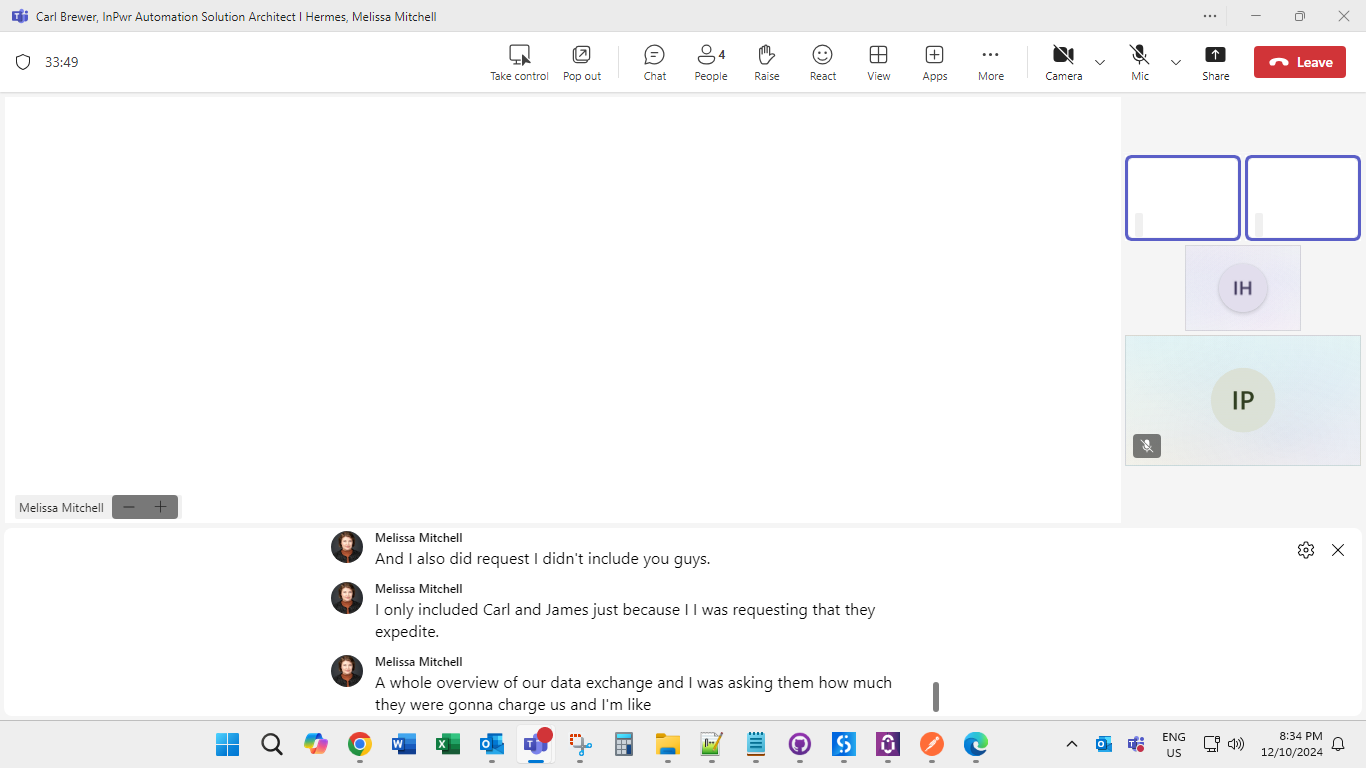 Carl Brewer, InPwr Automation Solution Architect I Hermes, Melissa Mitchell
33:49
Take control
Pop out
Chat
4
People
Raise
React
View
Apps
More
Camera
Mic
Share
Leave
IH
IP
Melissa Mitchell
Melissa Mitchell
And I also did request I didn't include you guys.
Melissa Mitchell
I only included Carl and James just because I I was requesting that they
expedite.
Melissa Mitchell
A whole overview of our data exchange and I was asking them how much
they were gonna charge us and I'm like
ENG
US
8:34 PM
12/10/2024